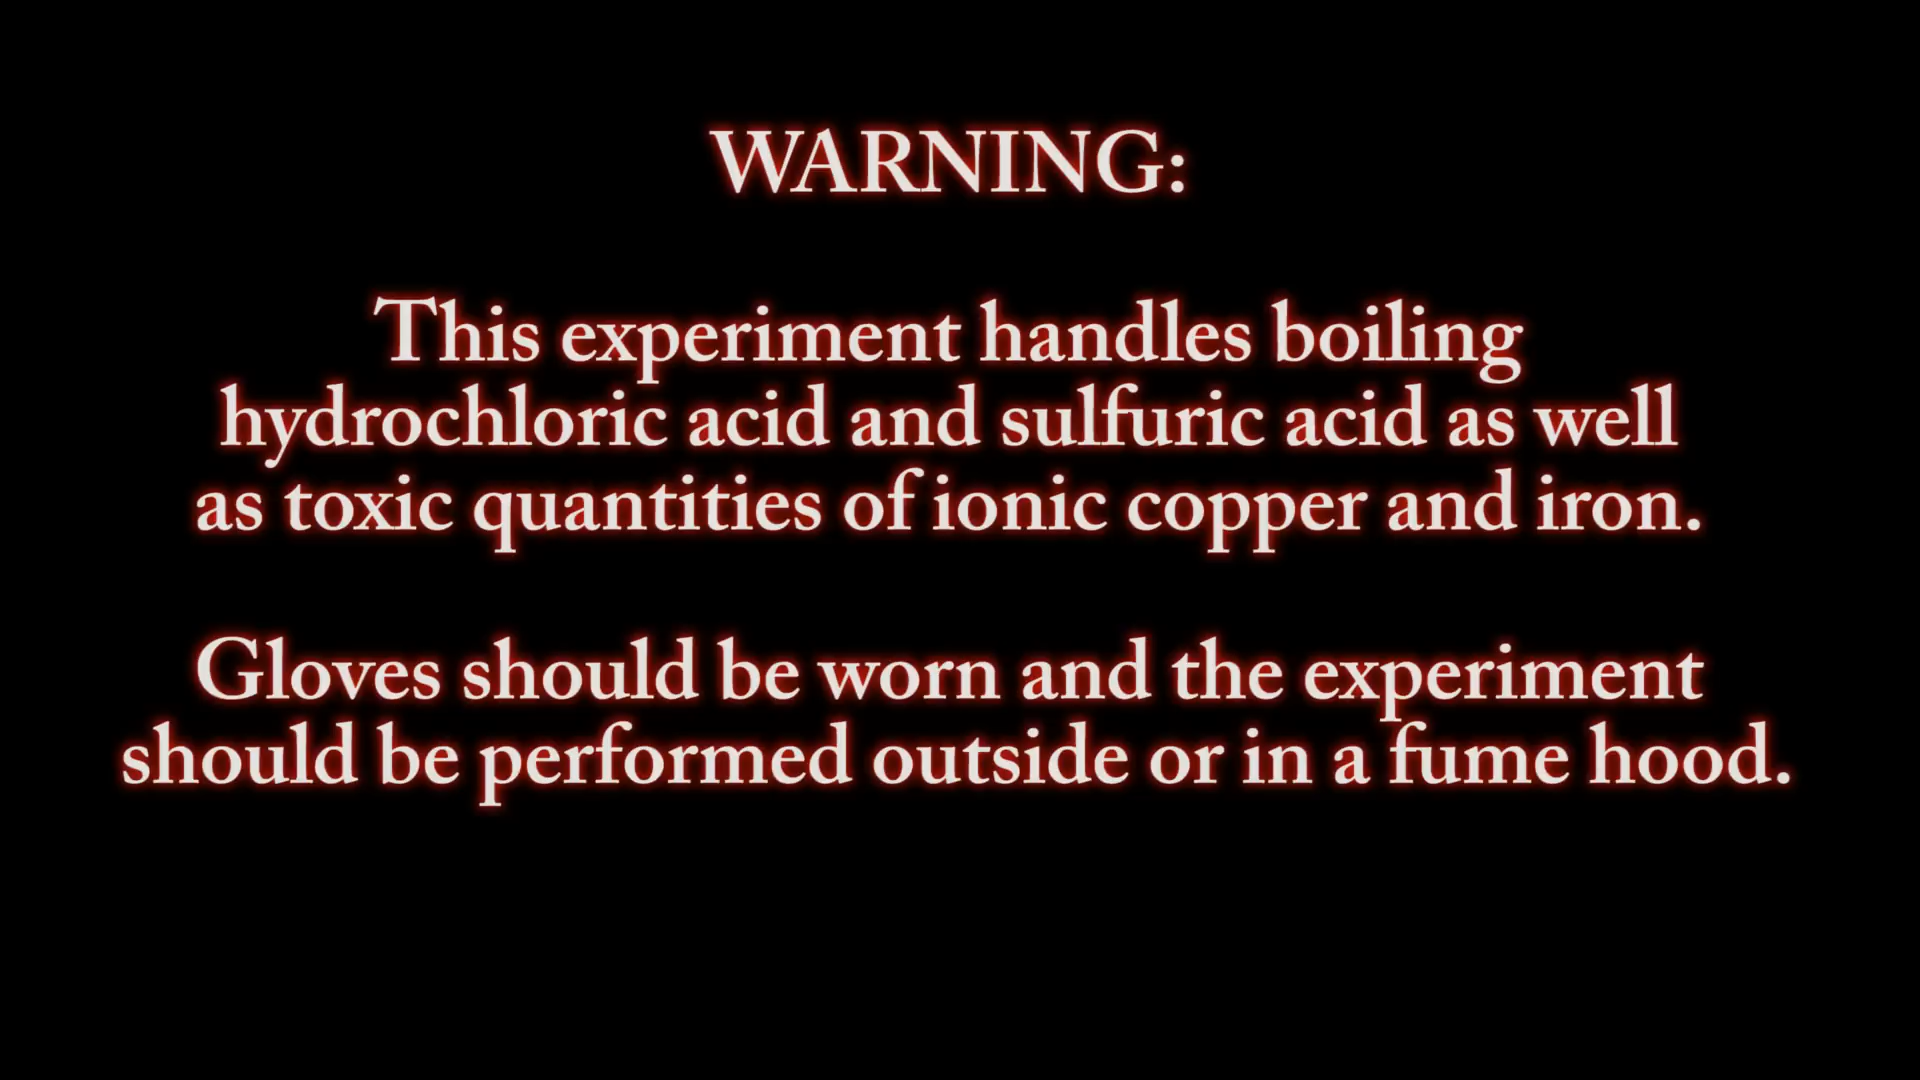 WARNING:
This experiment handles boiling
hydrochloric acid and sulfuric acid as well
as toxic quantities of ionic copper and iron.
Gloves should be worn and the experiment
should be performed outside or in a fume hood.